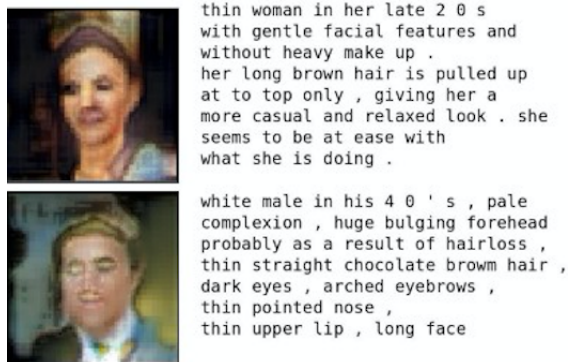 thin woman in her late 2 0 s
with gentle facial features and
without heavy make up .
her long brown hair is pulled up
at to top only , giving her a
more casual and relaxed look . she
seems to be at ease with
what she is doing .
white male in his 4 0 ' s , pale
complexion , huge bulging forehead
probably as a result of hairloss ,
thin straight chocolate browm hair ,
dark eyes , arched eyebrows ,
thin pointed nose ,
thin upper lip , long face